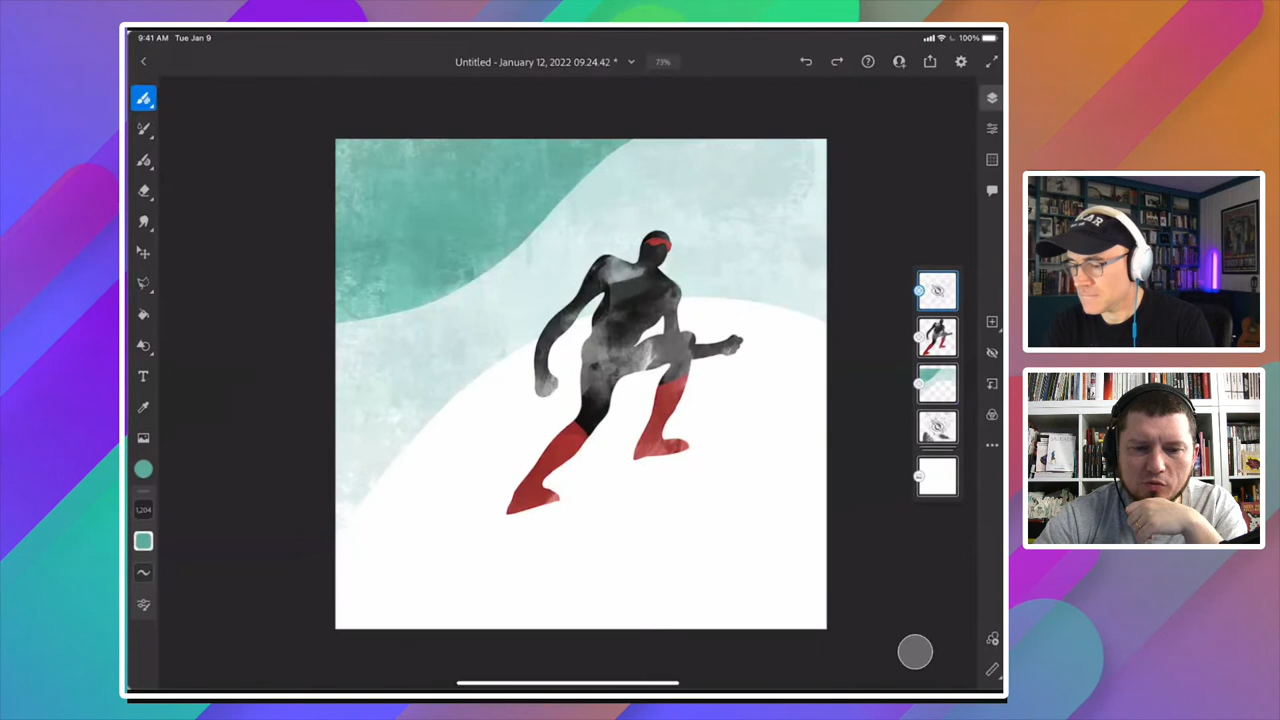 9:41 AM Tue Jan 9
100%
Untitled - January 12, 2022 09.24.42 *
73%
T
1,204